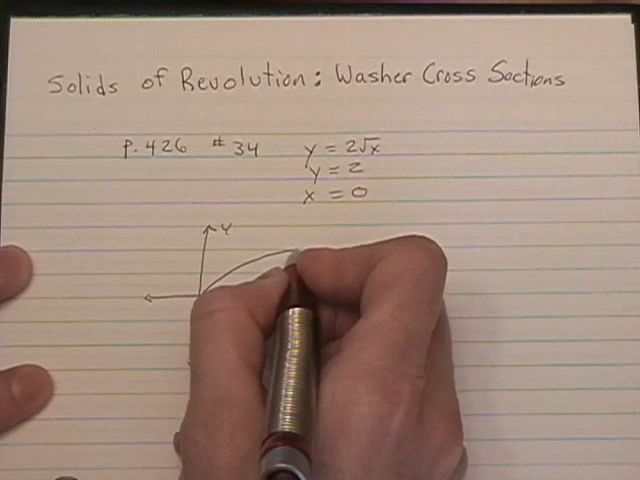 Solids of Revolution: Washer Cross Sections
p. 426 # 34 y = 2√x
y = 2
x = 0
y